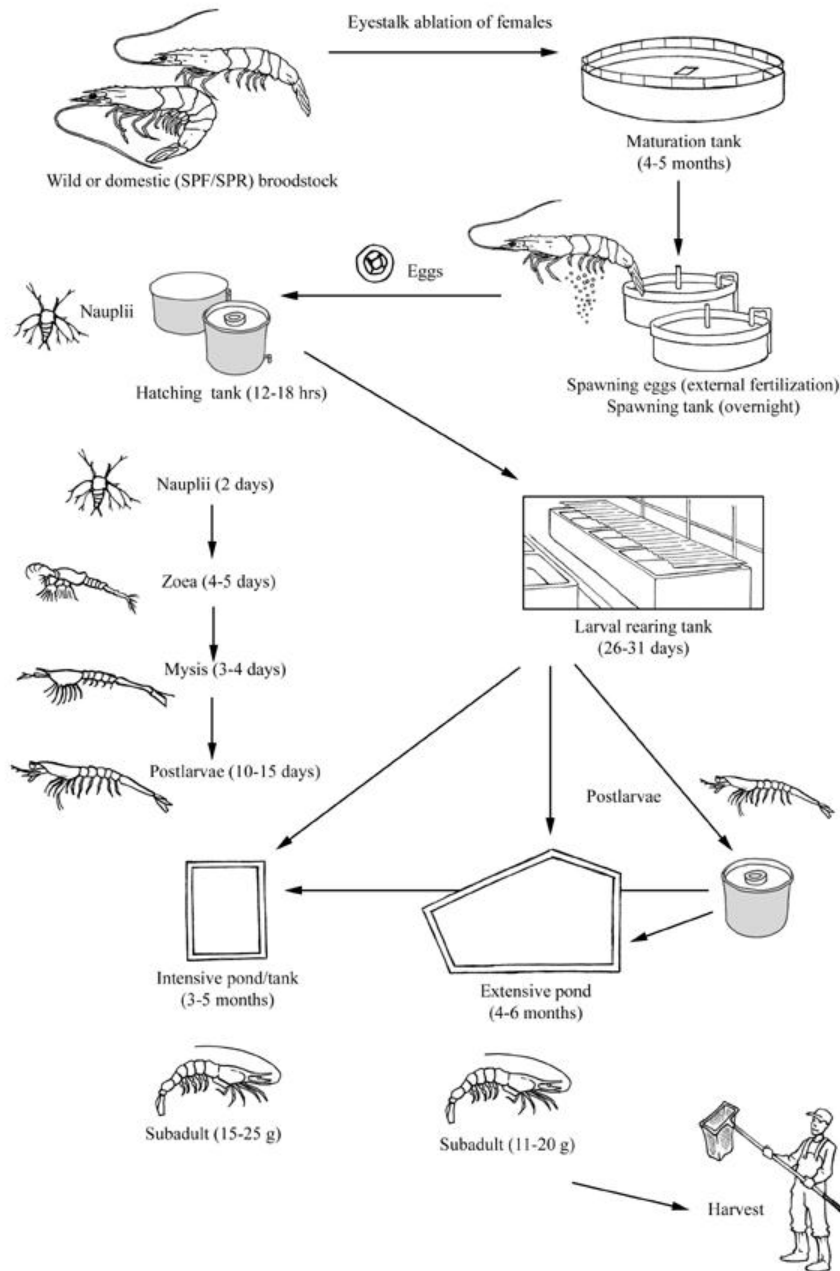 Eyestalk ablation of females
Maturation tank
(4-5 months)
Wild or domestic (SPF/SPR) broodstock
Eggs
Nauplii
Hatching tank (12-18 hrs)
Spawning eggs (external fertilization)
Spawning tank (overnight)
Nauplii (2 days)
Zoea (4-5 days)
Mysis (3-4 days)
Postlarvae (10-15 days)
Larval rearing tank
(26-31 days)
Postlarvae
Intensive pond/tank
(3-5 months)
Extensive pond
(4-6 months)
Subadult (15-25 g)
Subadult (11-20 g)
Harvest